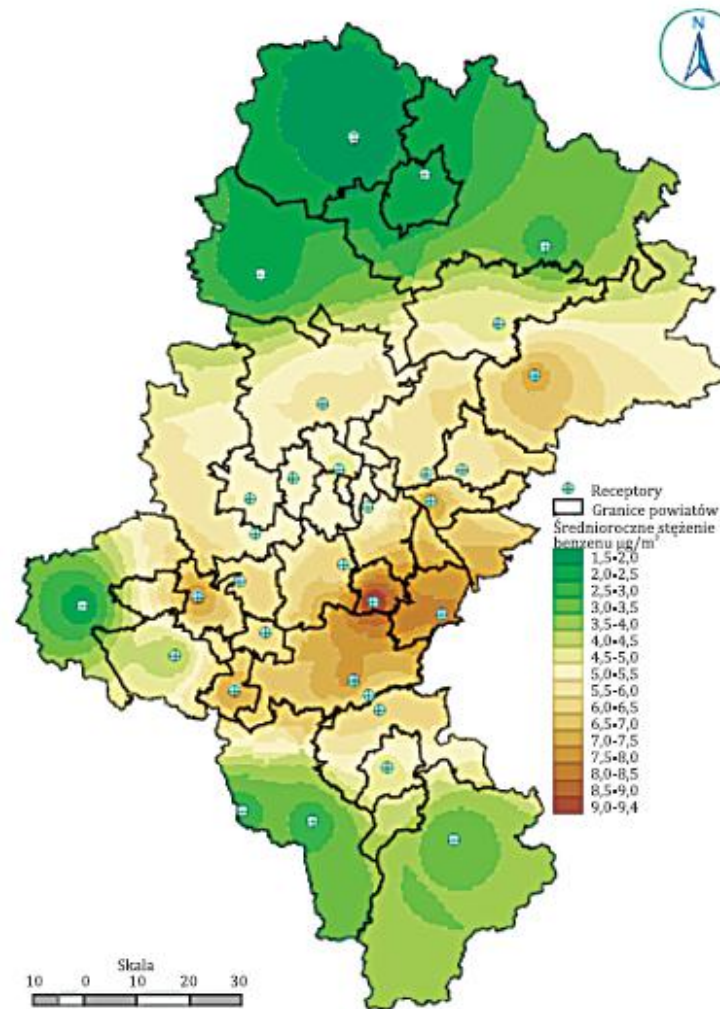 N
Receptory
Granice powiatów
Średnioroczne stężenie
benzenu µg/m³
1,5•2,0
2,0•2,5
2,5•3,0
3,0•3,5
3,5•4,0
4,0•4,5
4,5-5,0
5,0•5,5
5,5-6,0
6,0•6,5
6,5•7,0
7,0-7,5
7,5•8,0
8,0-8,5
8,5•9,0
9,0-9,4
Skala
10 0 10 20 30